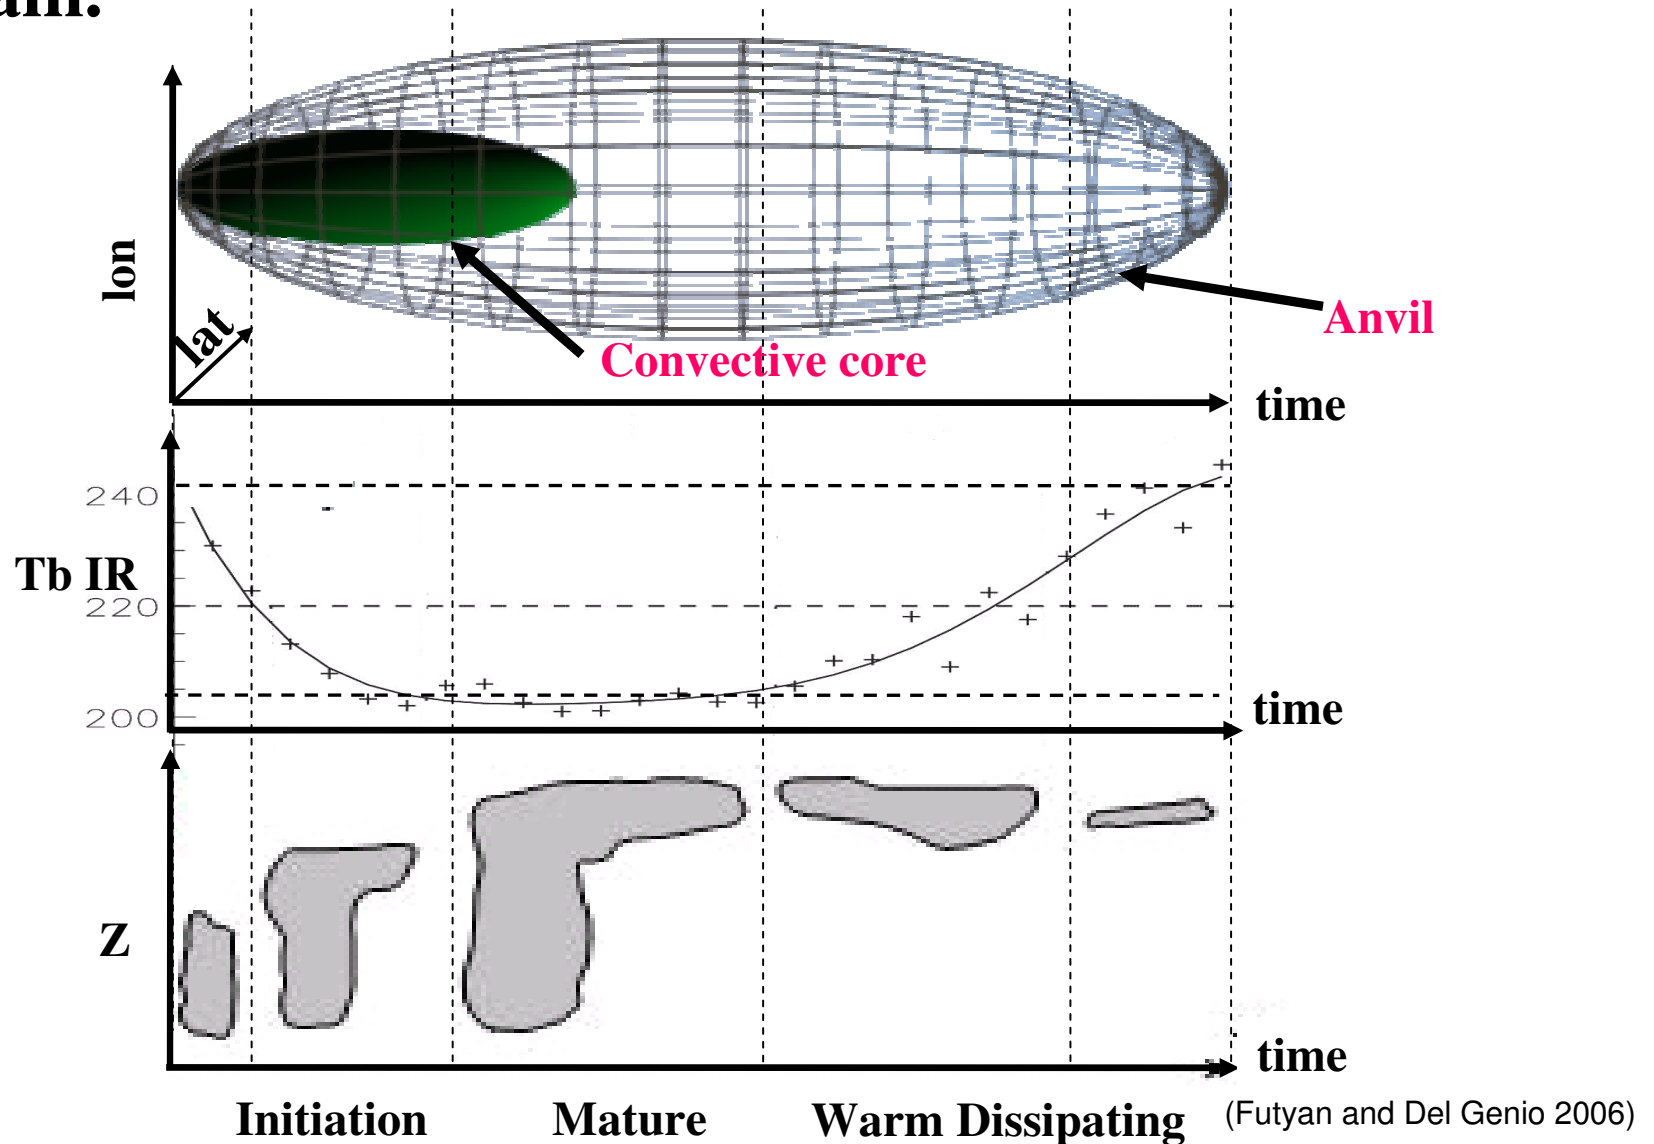 lon
lat
Convective core
Anvil
time
240
Tb IR
220
200
time
Z
time
Initiation
Mature
Warm Dissipating
(Futyan and Del Genio 2006)